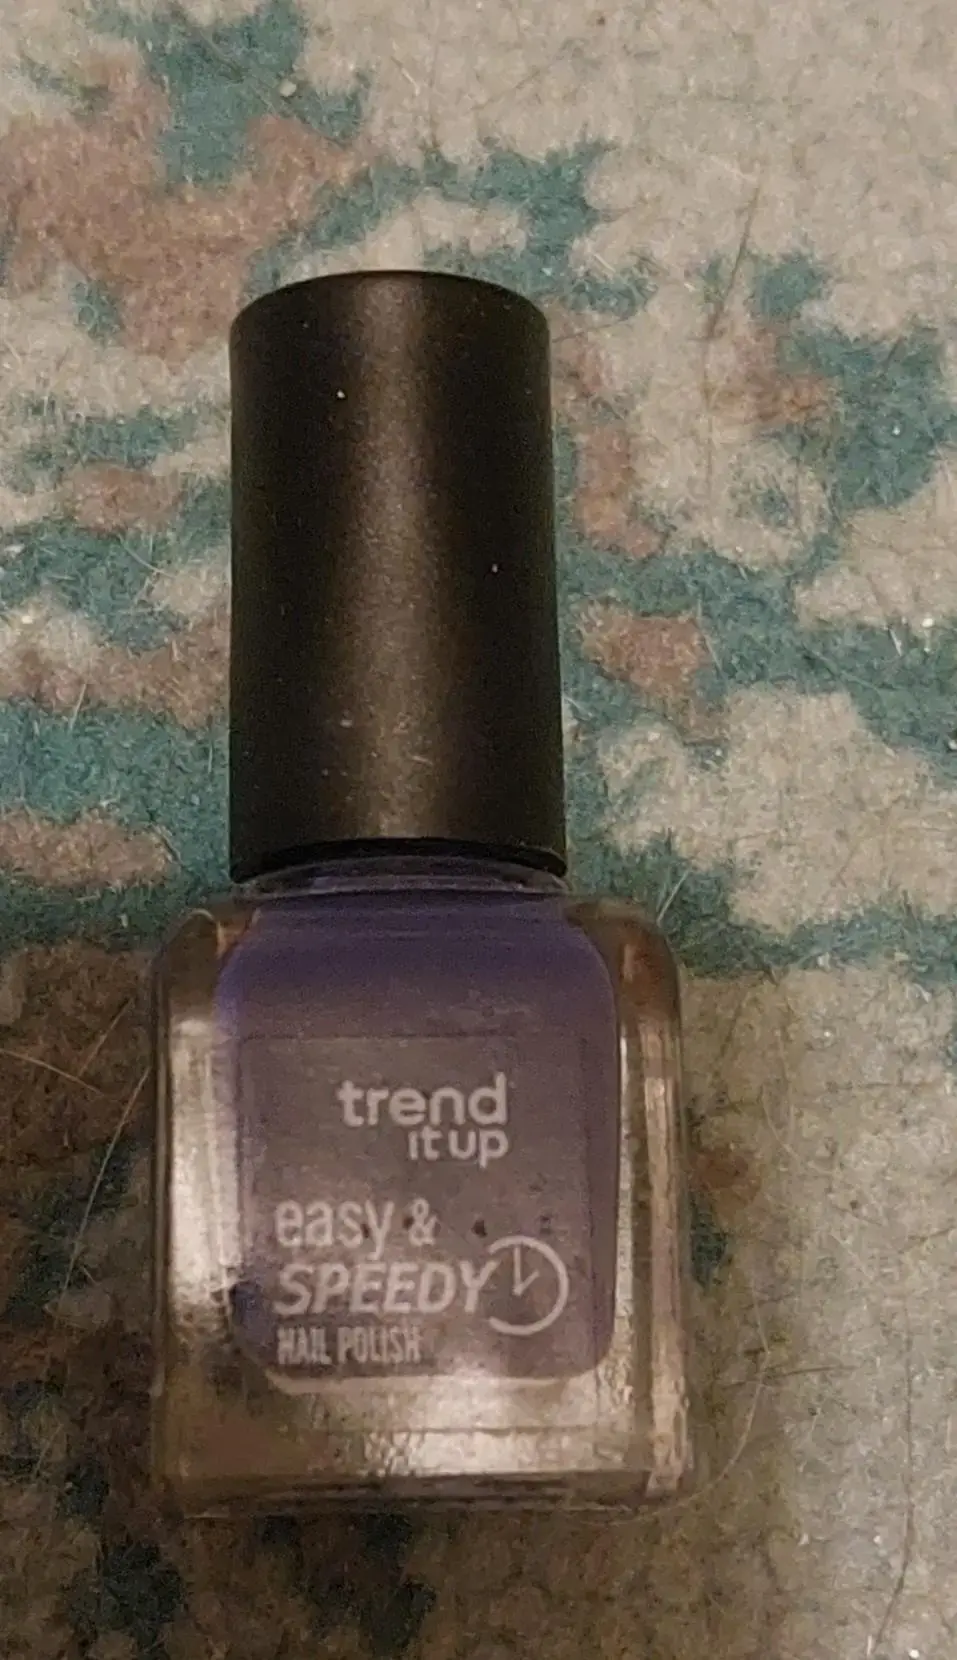 trend
it up
easy &
SPEEDY
NAIL POLISH